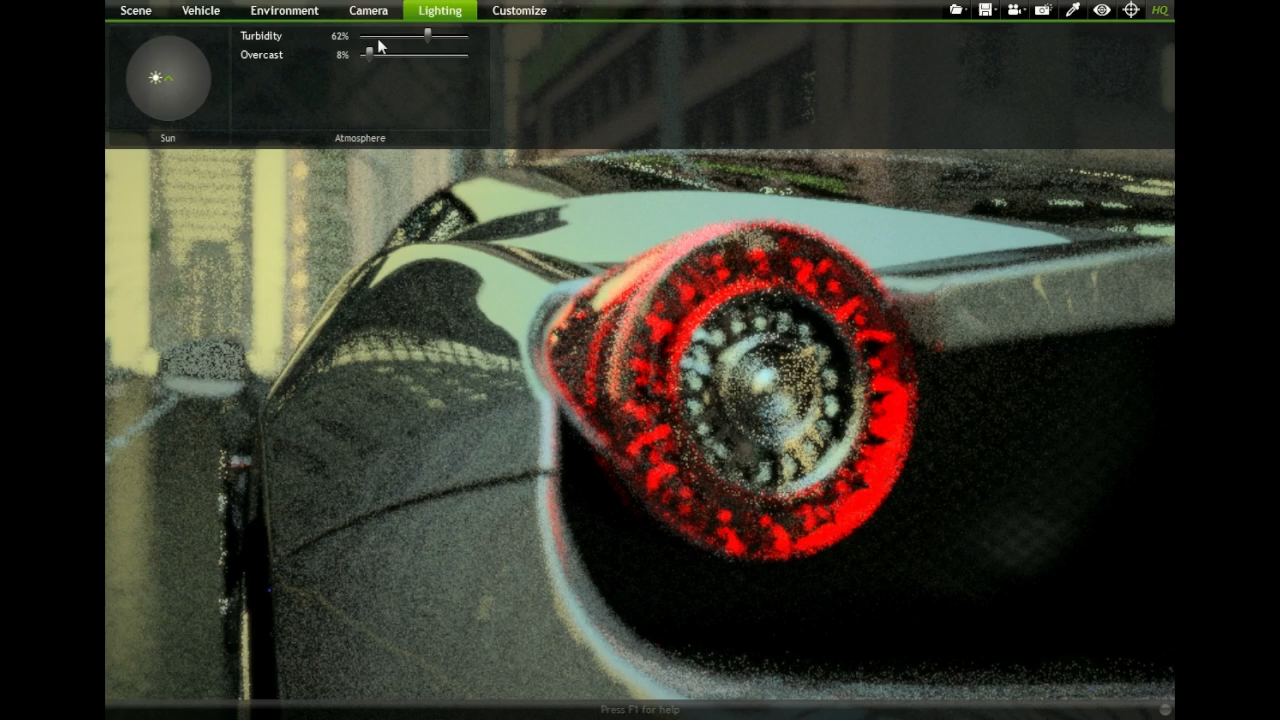 Scene Vehicle Environment Camera Lighting Customize HQ
Turbidity 62%
Overcast 8%
Sun Atmosphere
Press F1 for help